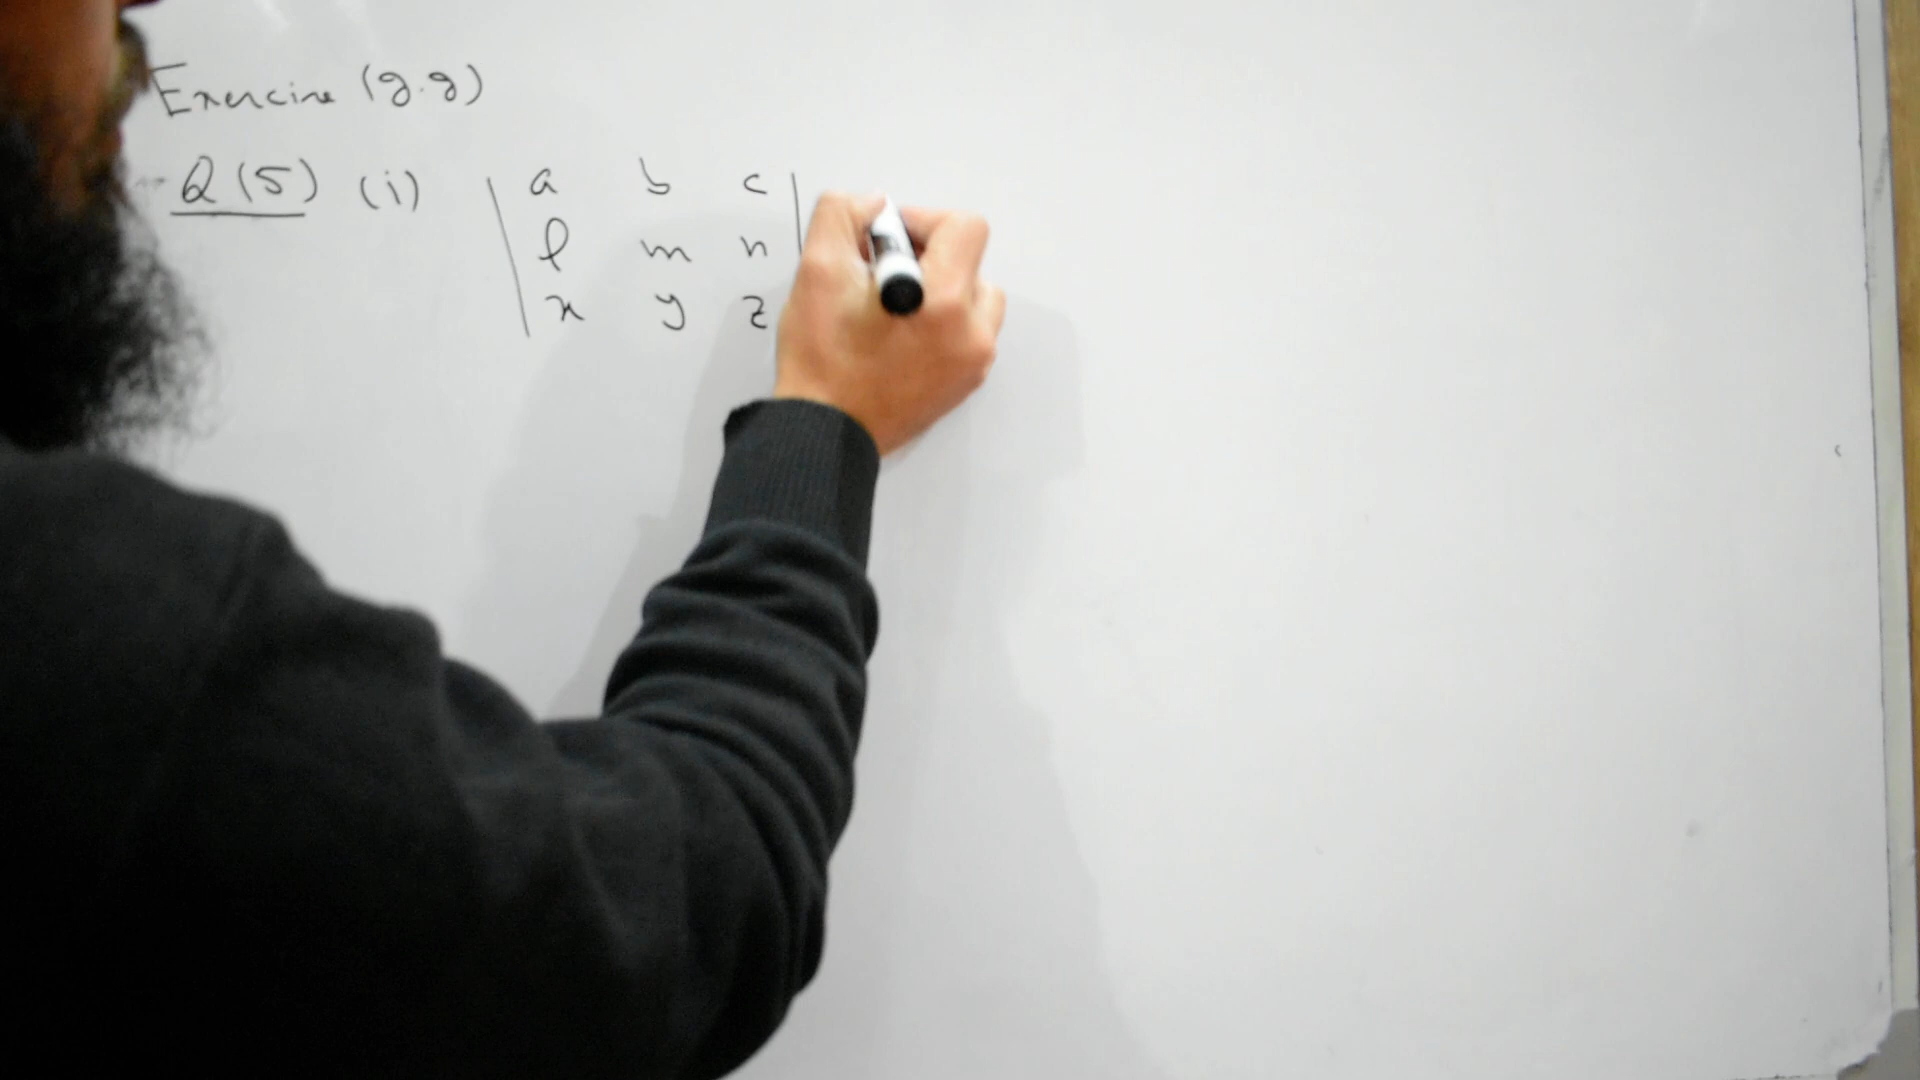 Exercise (9.9)
Q(5) (i) | a b c |
l m n
x y z